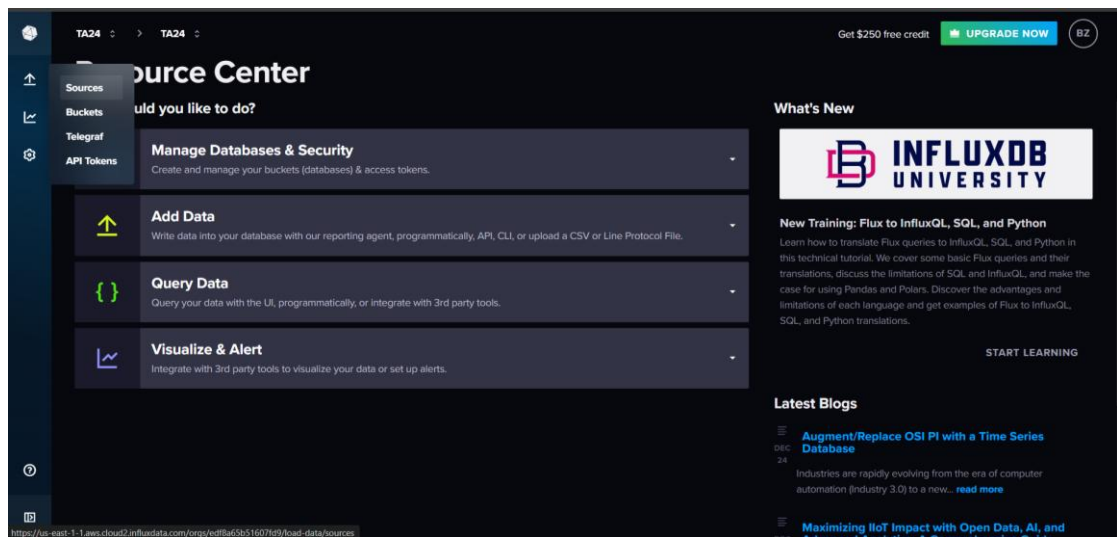 TA24 > TA24
Get $250 free credit
UPGRADE NOW
BZ
ource Center
uld you like to do?
Sources
Buckets
Telegraf
API Tokens
Manage Databases & Security
Create and manage your buckets (databases) & access tokens.
Add Data
Write data into your database with our reporting agent, programmatically, API, CLI, or upload a CSV or Line Protocol File.
Query Data
Query your data with the UI, programmatically, or integrate with 3rd party tools.
Visualize & Alert
Integrate with 3rd party tools to visualize your data or set up alerts.
What's New
INFLUXDB
UNIVERSITY
New Training: Flux to InfluxQL, SQL, and Python
Learn how to translate Flux queries to InfluxQL, SQL, and Python in
this technical tutorial. We cover some basic Flux queries and their
translations, discuss the limitations of SQL and InfluxQL, and make the
case for using Pandas and Polars. Discover the advantages and
limitations of each language and get examples of Flux to InfluxQL,
SQL, and Python translations.
START LEARNING
Latest Blogs
DEC
24
Augment/Replace OSI PI with a Time Series
Database
Industries are rapidly evolving from the era of computer
automation (Industry 3.0) to a new... read more
Maximizing IIoT Impact with Open Data, AI, and
https://us-east-1-1.aws.cloud2.influxdata.com/orgs/edf8a65b51607fd9/load-data/sources